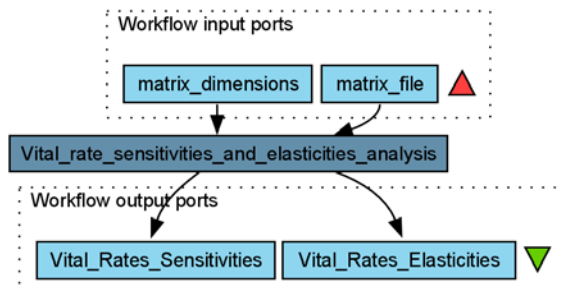 Workflow input ports
matrix_dimensions
matrix_file
Vital_rate_sensitivities_and_elasticities_analysis
Workflow output ports
Vital_Rates_Sensitivities
Vital_Rates_Elasticities